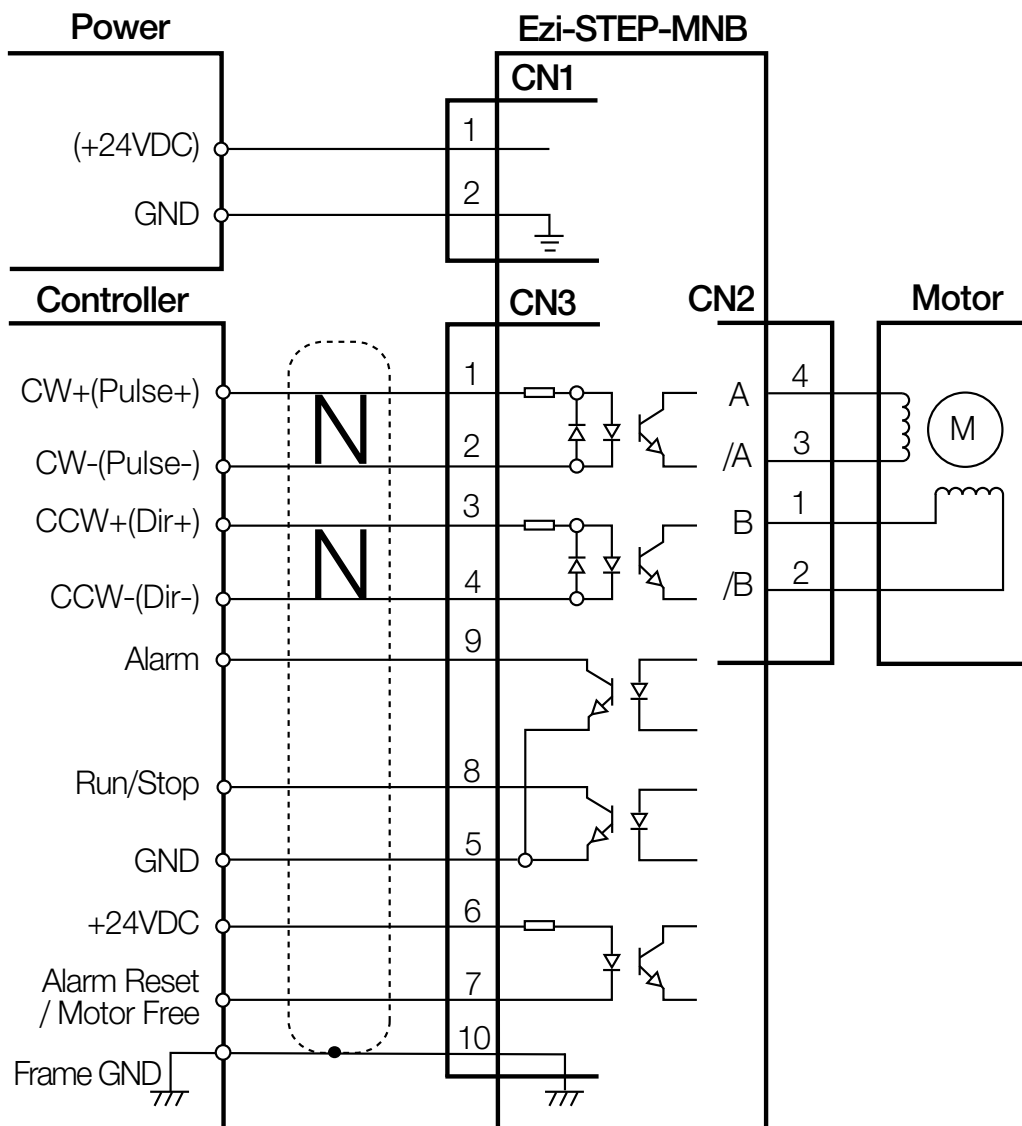 Power
Ezi-STEP-MNB
CN1
(+24VDC)
1
GND
2
Controller
CN3
CN2
Motor
CW+(Pulse+)
N
1
A
4
M
CW-(Pulse-)
2
/A
3
CCW+(Dir+)
N
3
B
1
CCW-(Dir-)
4
/B
2
Alarm
9
Run/Stop
8
GND
5
+24VDC
6
Alarm Reset
/ Motor Free
7
Frame GND
10